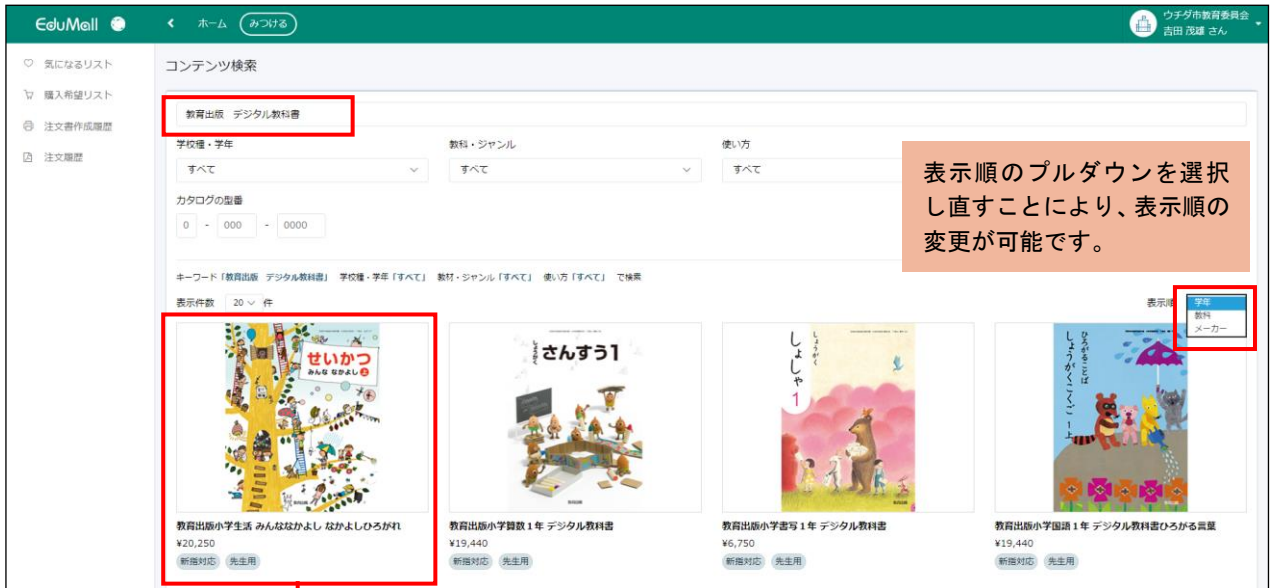 EduMall
ホーム みつける
ウチダ市教育委員会
吉田 茂雄 さん
気になるリスト
購入希望リスト
注文書作成履歴
注文履歴
コンテンツ検索
教育出版 デジタル教科書
学校種・学年
教科・ジャンル
使い方
すべて
すべて
すべて
カタログの型番
0 - 000 - 0000
表示順のプルダウンを選択
し直すことにより、表示順の
変更が可能です。
キーワード「教育出版 デジタル教科書」 学校種・学年「すべて」 教材・ジャンル「すべて」 使い方「すべて」 で検索
表示件数 20 件
表示順
学年
教科
メーカー
せいかつ
みんな なかよし 上
しょうがく
さんすう1
しょうがく
しょしゃ
1
ひろがることば
しょうがくこくご 1上
教育出版小学生活 みんななかよし なかよしひろがれ
¥20,250
新指対応 先生用
教育出版小学算数1年 デジタル教科書
¥19,440
新指対応 先生用
教育出版小学書写1年 デジタル教科書
¥6,750
新指対応 先生用
教育出版小学国語1年 デジタル教科書ひろがる言葉
¥19,440
新指対応 先生用